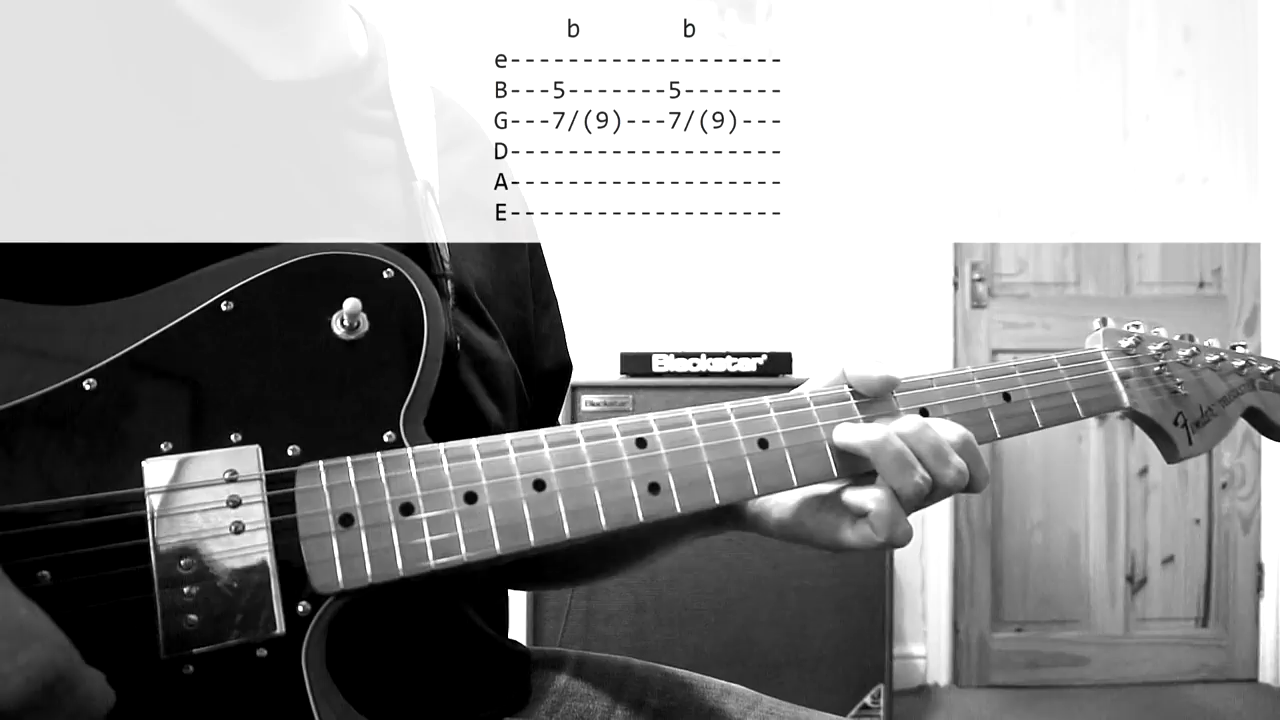 b       b
e-------------------
B---5-------5-------
G---7/(9)---7/(9)---
D-------------------
A-------------------
E-------------------
Blackstar
Blackstar
Fender